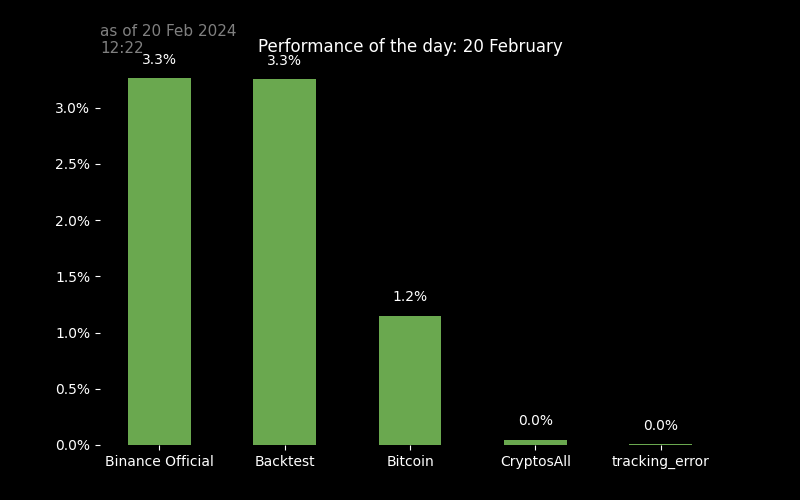 as of 20 Feb 2024
12:22
Performance of the day: 20 February
3.3%
3.3%
1.2%
0.0%
0.0%
3.0%
2.5%
2.0%
1.5%
1.0%
0.5%
0.0%
Binance Official
Backtest
Bitcoin
CryptosAll
tracking_error